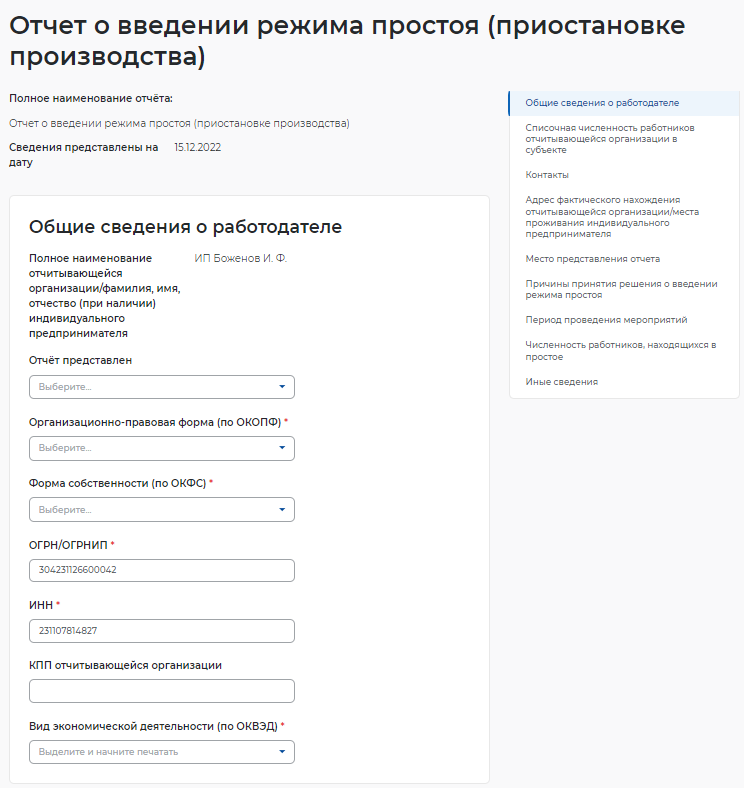 Отчет о введении режима простоя (приостановке
производства)
Полное наименование отчёта:
Отчет о введении режима простоя (приостановке производства)
Сведения представлены на
дату
15.12.2022
Общие сведения о работодателе
Полное наименование
отчитывающейся
организации/фамилия, имя,
отчество (при наличии)
индивидуального
предпринимателя
ИП Боженов И. Ф.
Отчёт представлен
Выберите...
Организационно-правовая форма (по ОКОПФ) *
Выберите...
Форма собственности (по ОКФС) *
Выберите...
ОГРН/ОГРНИП *
304231126600042
ИНН *
231107814827
КПП отчитывающейся организации
Вид экономической деятельности (по ОКВЭД) *
Выделите и начните печатать
Общие сведения о работодателе
Списочная численность работников
отчитывающейся организации в
субъекте
Контакты
Адрес фактического нахождения
отчитывающейся организации/места
проживания индивидуального
предпринимателя
Место представления отчета
Причины принятия решения о введении
режима простоя
Период проведения мероприятий
Численность работников, находящихся в
простое
Иные сведения